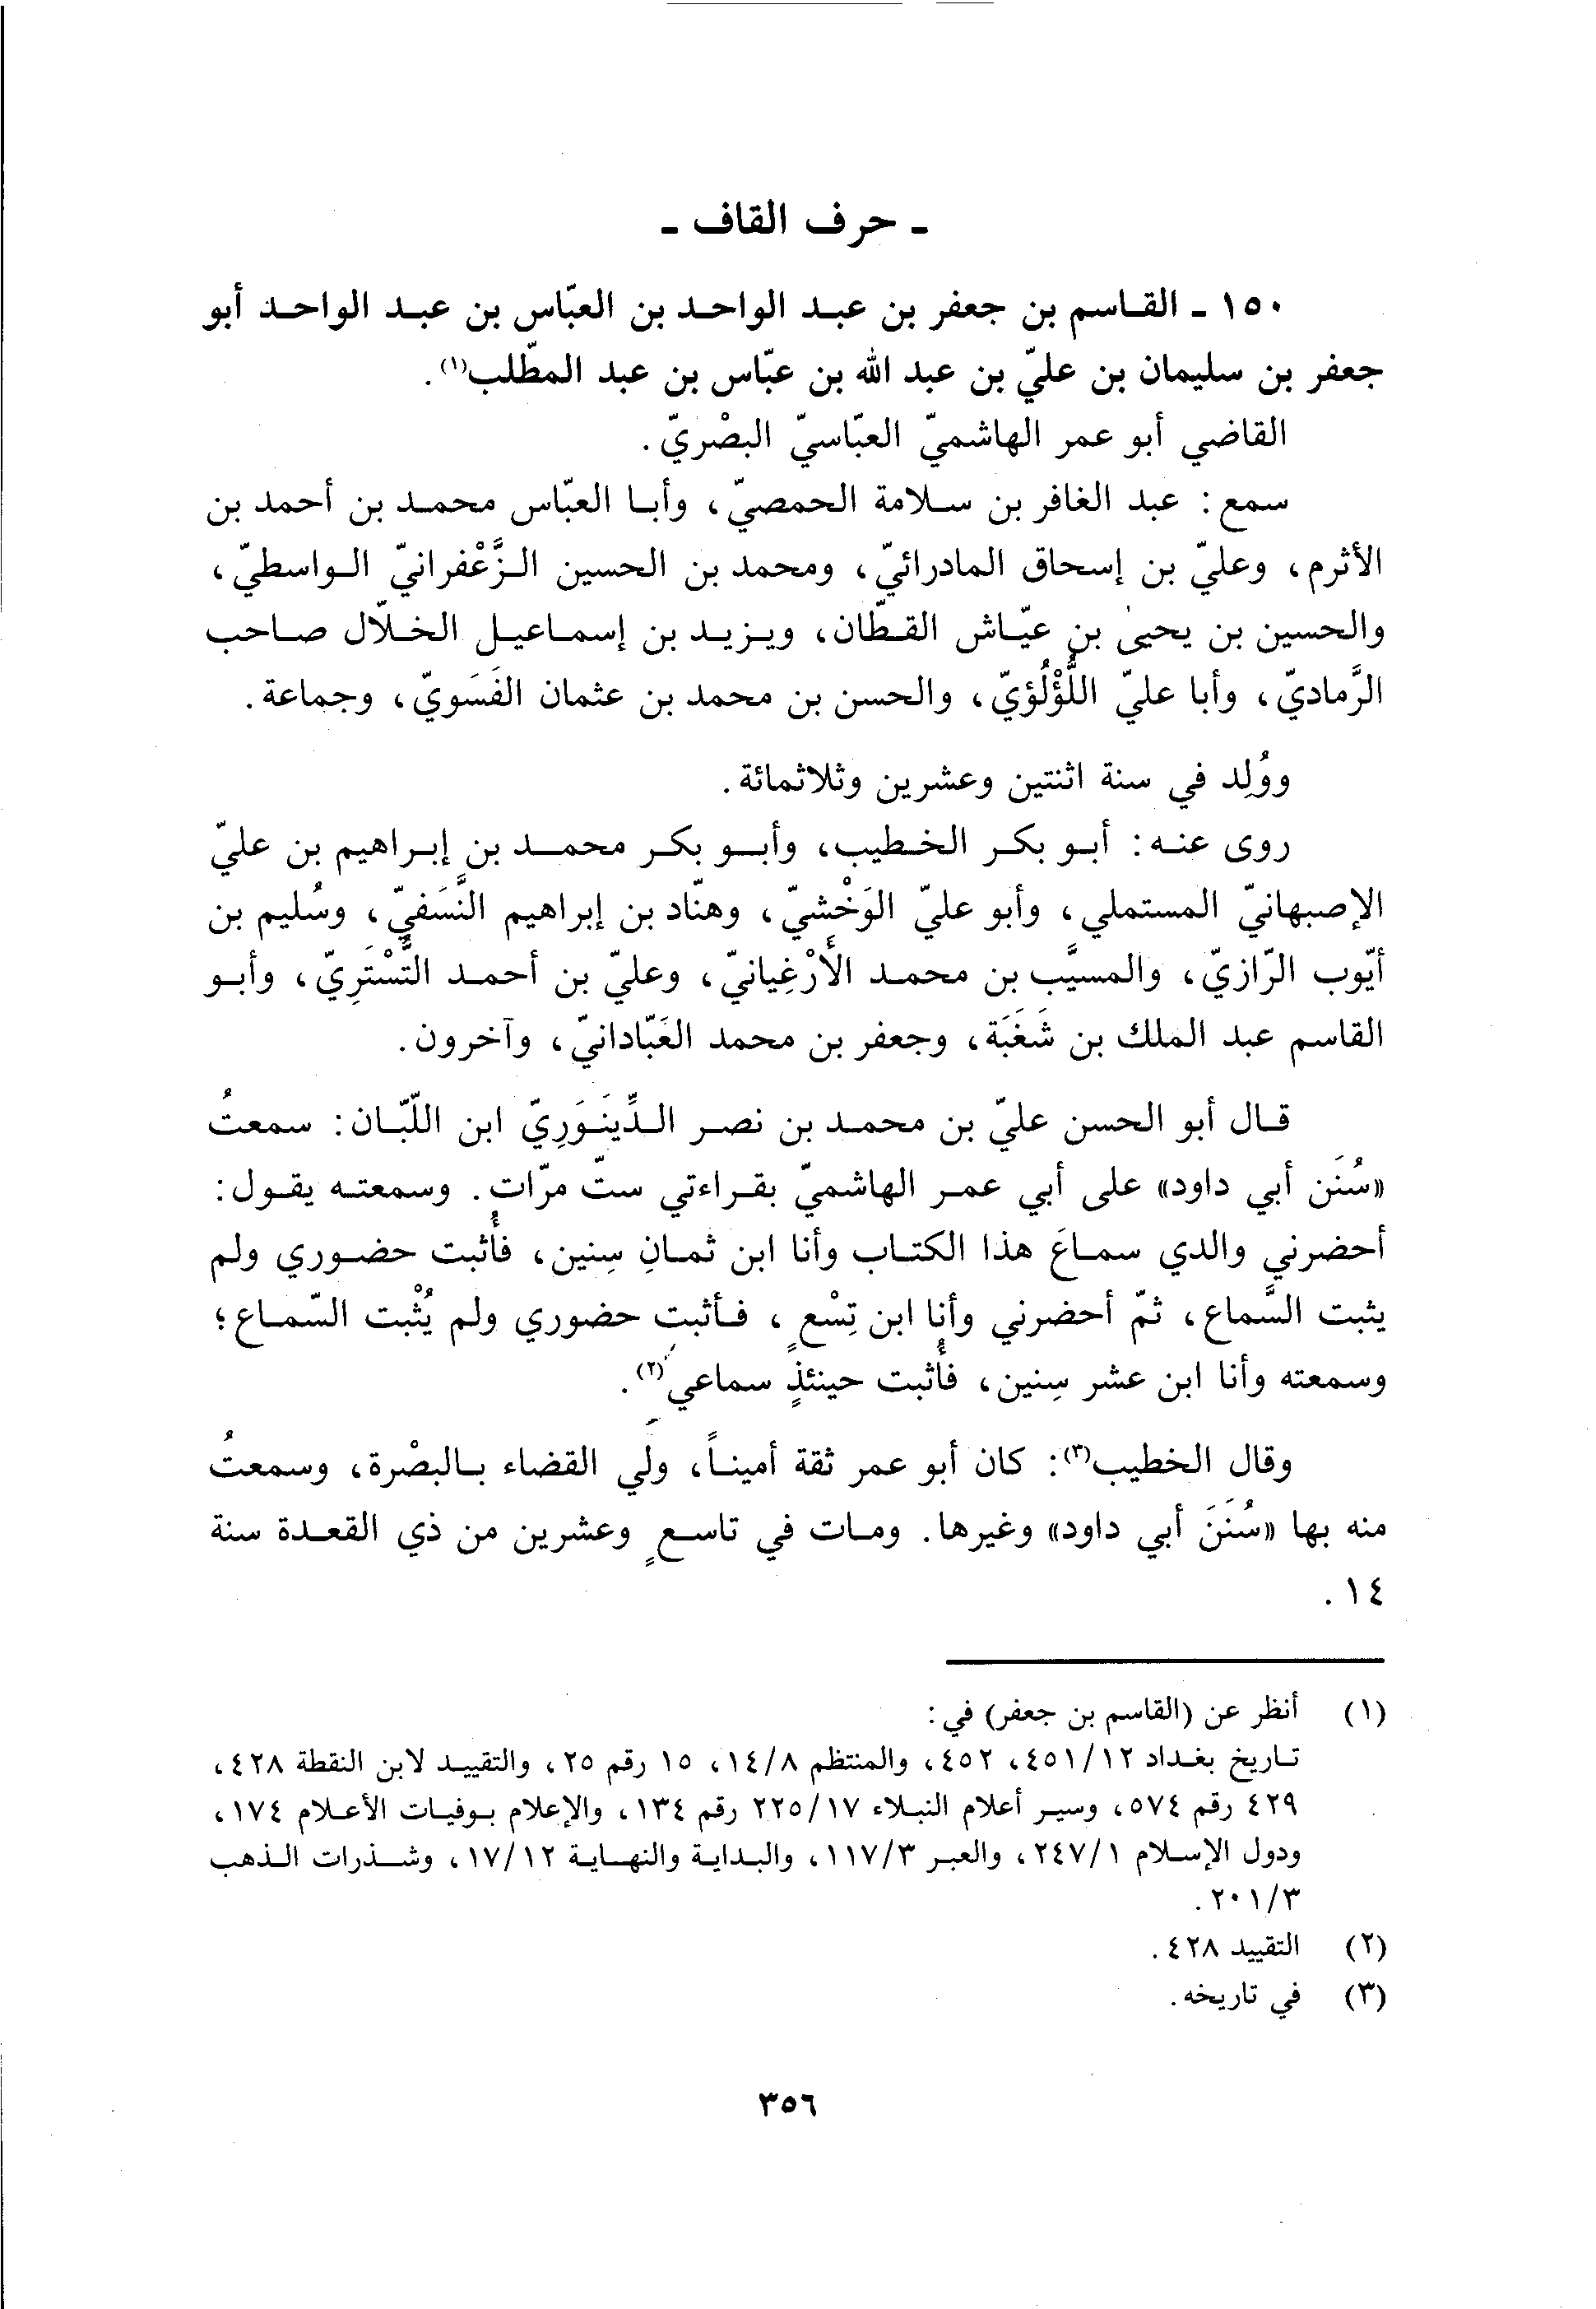 ـ حرف القاف ـ
١٥٠ ـ القاسم بن جعفر بن عبد الواحد بن العبّاس بن عبد الواحد أبو
جعفر بن سليمان بن عليّ بن عبد الله بن عبّاس بن عبد المطّلب(١).
القاضي أبو عمر الهاشميّ العبّاسيّ البصْريّ.
سمع: عبد الغافر بن سلامة الحمصيّ، وأبا العبّاس محمد بن أحمد بن
الأثرم، وعليّ بن إسحاق المادرائيّ، ومحمد بن الحسين الزَّعْفرانيّ الواسطيّ،
والحسين بن يحيىٰ بن عيّاش القطّان، ويزيد بن إسماعيل الخلّال صاحب
الرَّماديّ، وأبا عليّ اللُّؤْلُؤيّ، والحسن بن محمد بن عثمان الفَسَويّ، وجماعة.
ووُلِد في سنة اثنتين وعشرين وثلاثمائة.
روى عنه: أبو بكر الخطيب، وأبو بكر محمد بن إبراهيم بن عليّ
الإصبهانيّ المستملي، وأبو عليّ الوَخْشيّ، وهنّاد بن إبراهيم النَّسَفيّ، وسُليم بن
أيّوب الرّازيّ، والمسيَّب بن محمد الأَرْغِيانيّ، وعليّ بن أحمد التُّسْتَرِيّ، وأبو
القاسم عبد الملك بن شَغَبَة، وجعفر بن محمد العَبّادانيّ، وآخرون.
قال أبو الحسن عليّ بن محمد بن نصر الدِّينَوَرِيّ ابن اللّبّان: سمعتُ
«سُنَن أبي داود» على أبي عمر الهاشميّ بقراءتي ستّ مرّات. وسمعته يقول:
أحضرني والدي سماعَ هذا الكتاب وأنا ابن ثمانِ سِنين، فأُثبت حضوري ولم
يثبت السَّماع، ثمّ أحضرني وأنا ابن تِسْعٍ، فأثبت حضوري ولم يُثْبت السّماع؛
وسمعته وأنا ابن عشر سِنين، فأُثبت حينئذٍ سماعي(٢).
وقال الخطيب(٣): كان أبو عمر ثقة أميناً، ولي القضاء بالبصْرة، وسمعتُ
منه بها «سُنَنَ أبي داود» وغيرها. ومات في تاسعٍ وعشرين من ذي القعدة سنة
١٤.
(١) أنظر عن (القاسم بن جعفر) في:
تاريخ بغداد ٤٥١/١٢، ٤٥٢، والمنتظم ١٤/٨، ١٥ رقم ٢٥، والتقييد لابن النقطة ٤٢٨،
٤٢٩ رقم ٥٧٤، وسير أعلام النبلاء ٢٢٥/١٧ رقم ١٣٤، والإعلام بوفيات الأعلام ١٧٤،
ودول الإسلام ٢٤٧/١، والعبر ١١٧/٣، والبداية والنهاية ١٧/١٢، وشذرات الذهب
٢٠١/٣.
(٢) التقييد ٤٢٨.
(٣) في تاريخه.
٣٥٦